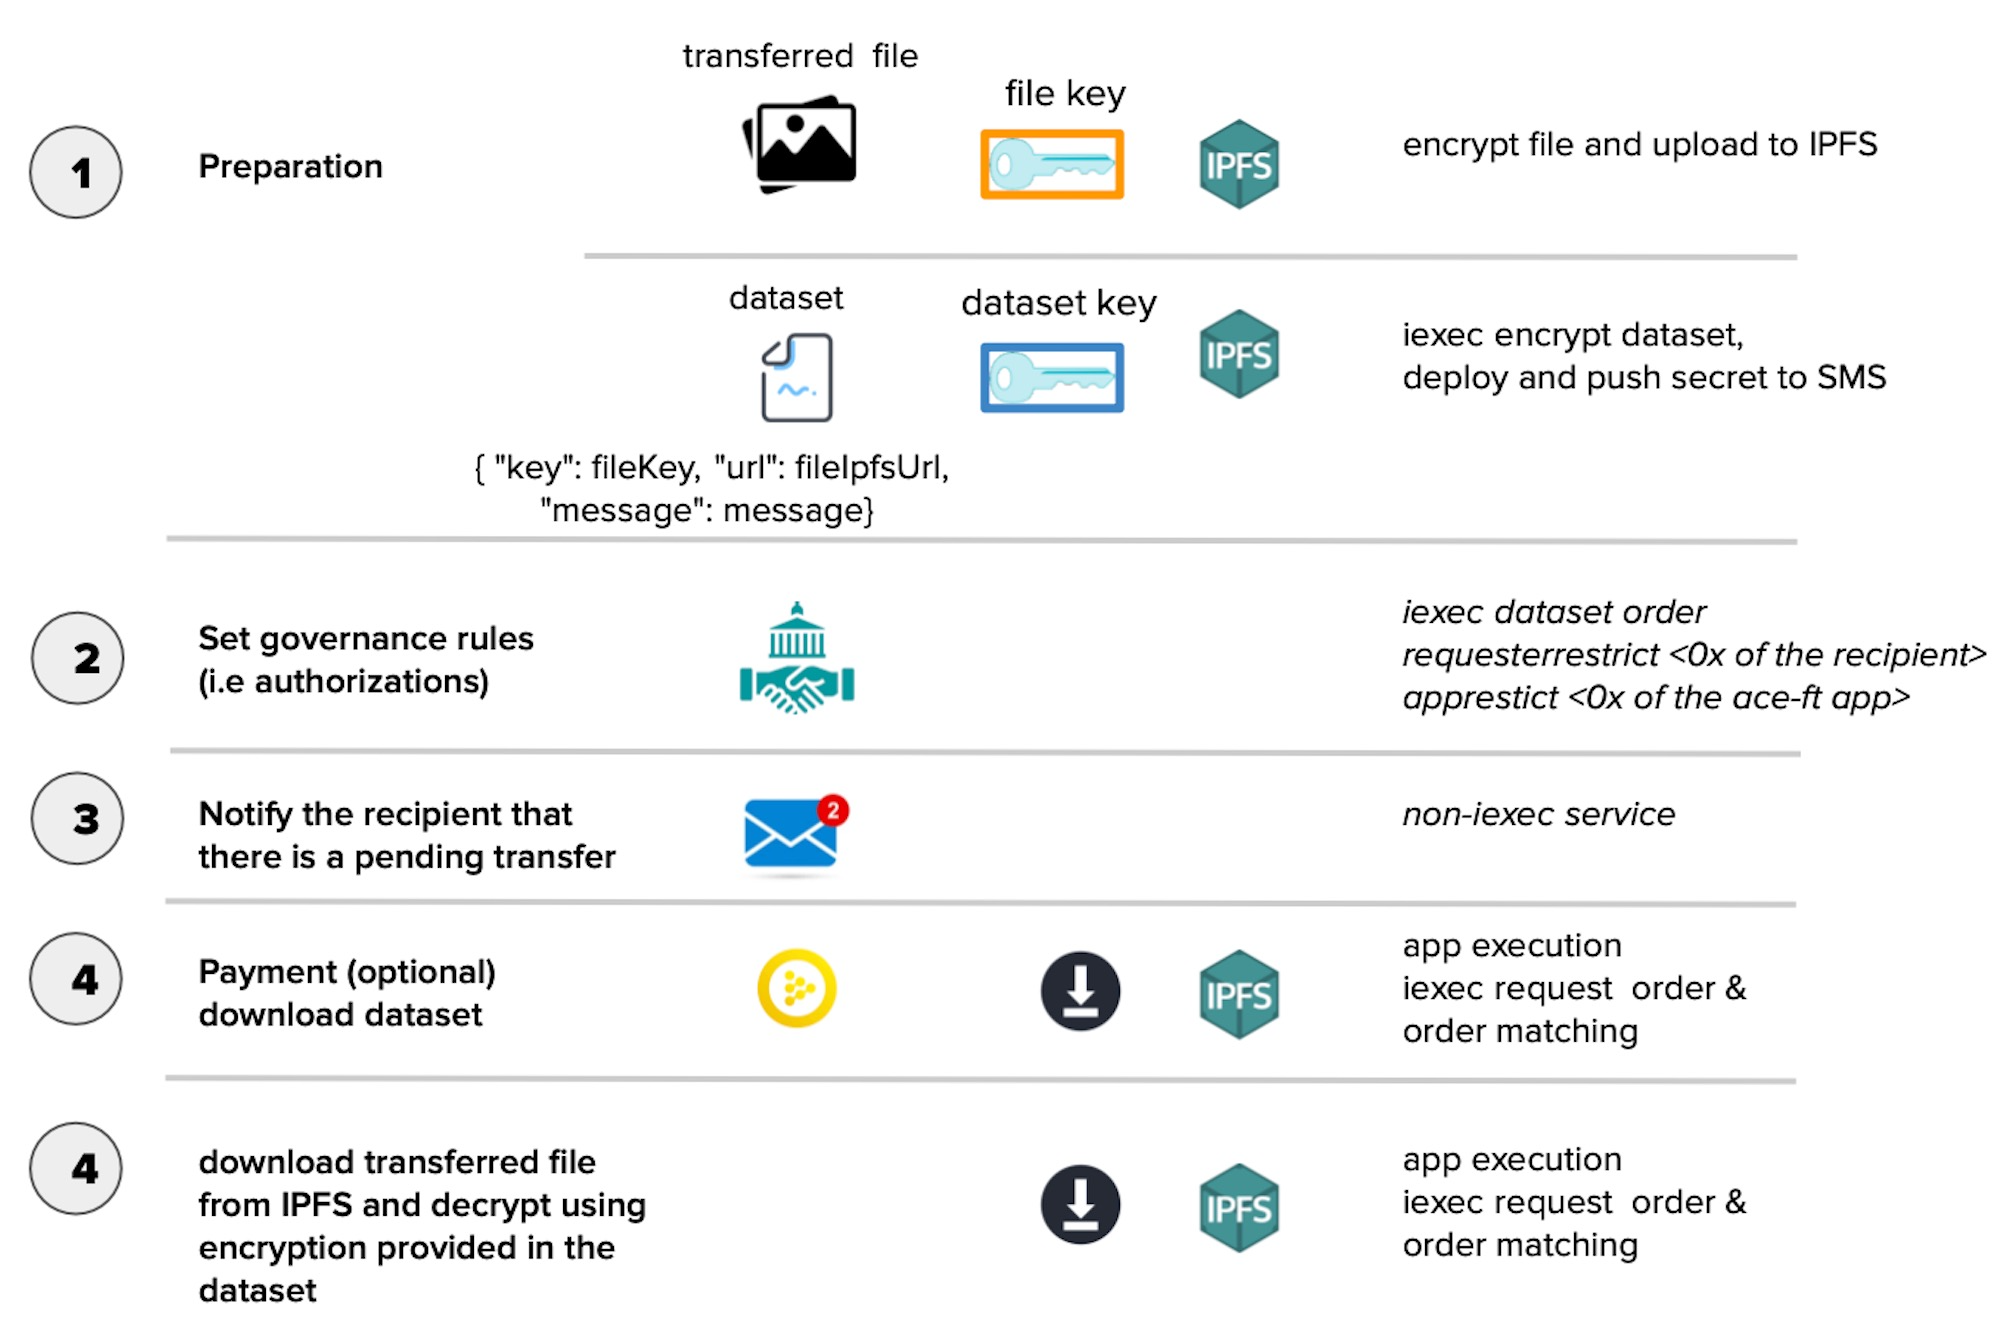 transferred file
file key
1
Preparation
IPFS
encrypt file and upload to IPFS
dataset
dataset key
IPFS
iexec encrypt dataset,
deploy and push secret to SMS
{ "key": fileKey, "url": fileIpfsUrl,
"message": message}
2
Set governance rules
(i.e authorizations)
iexec dataset order
requesterrestrict <0x of the recipient>
apprestict <0x of the ace-ft app>
3
Notify the recipient that
there is a pending transfer
2
non-iexec service
4
Payment (optional)
download dataset
IPFS
app execution
iexec request order &
order matching
4
download transferred file
from IPFS and decrypt using
encryption provided in the
dataset
IPFS
app execution
iexec request order &
order matching